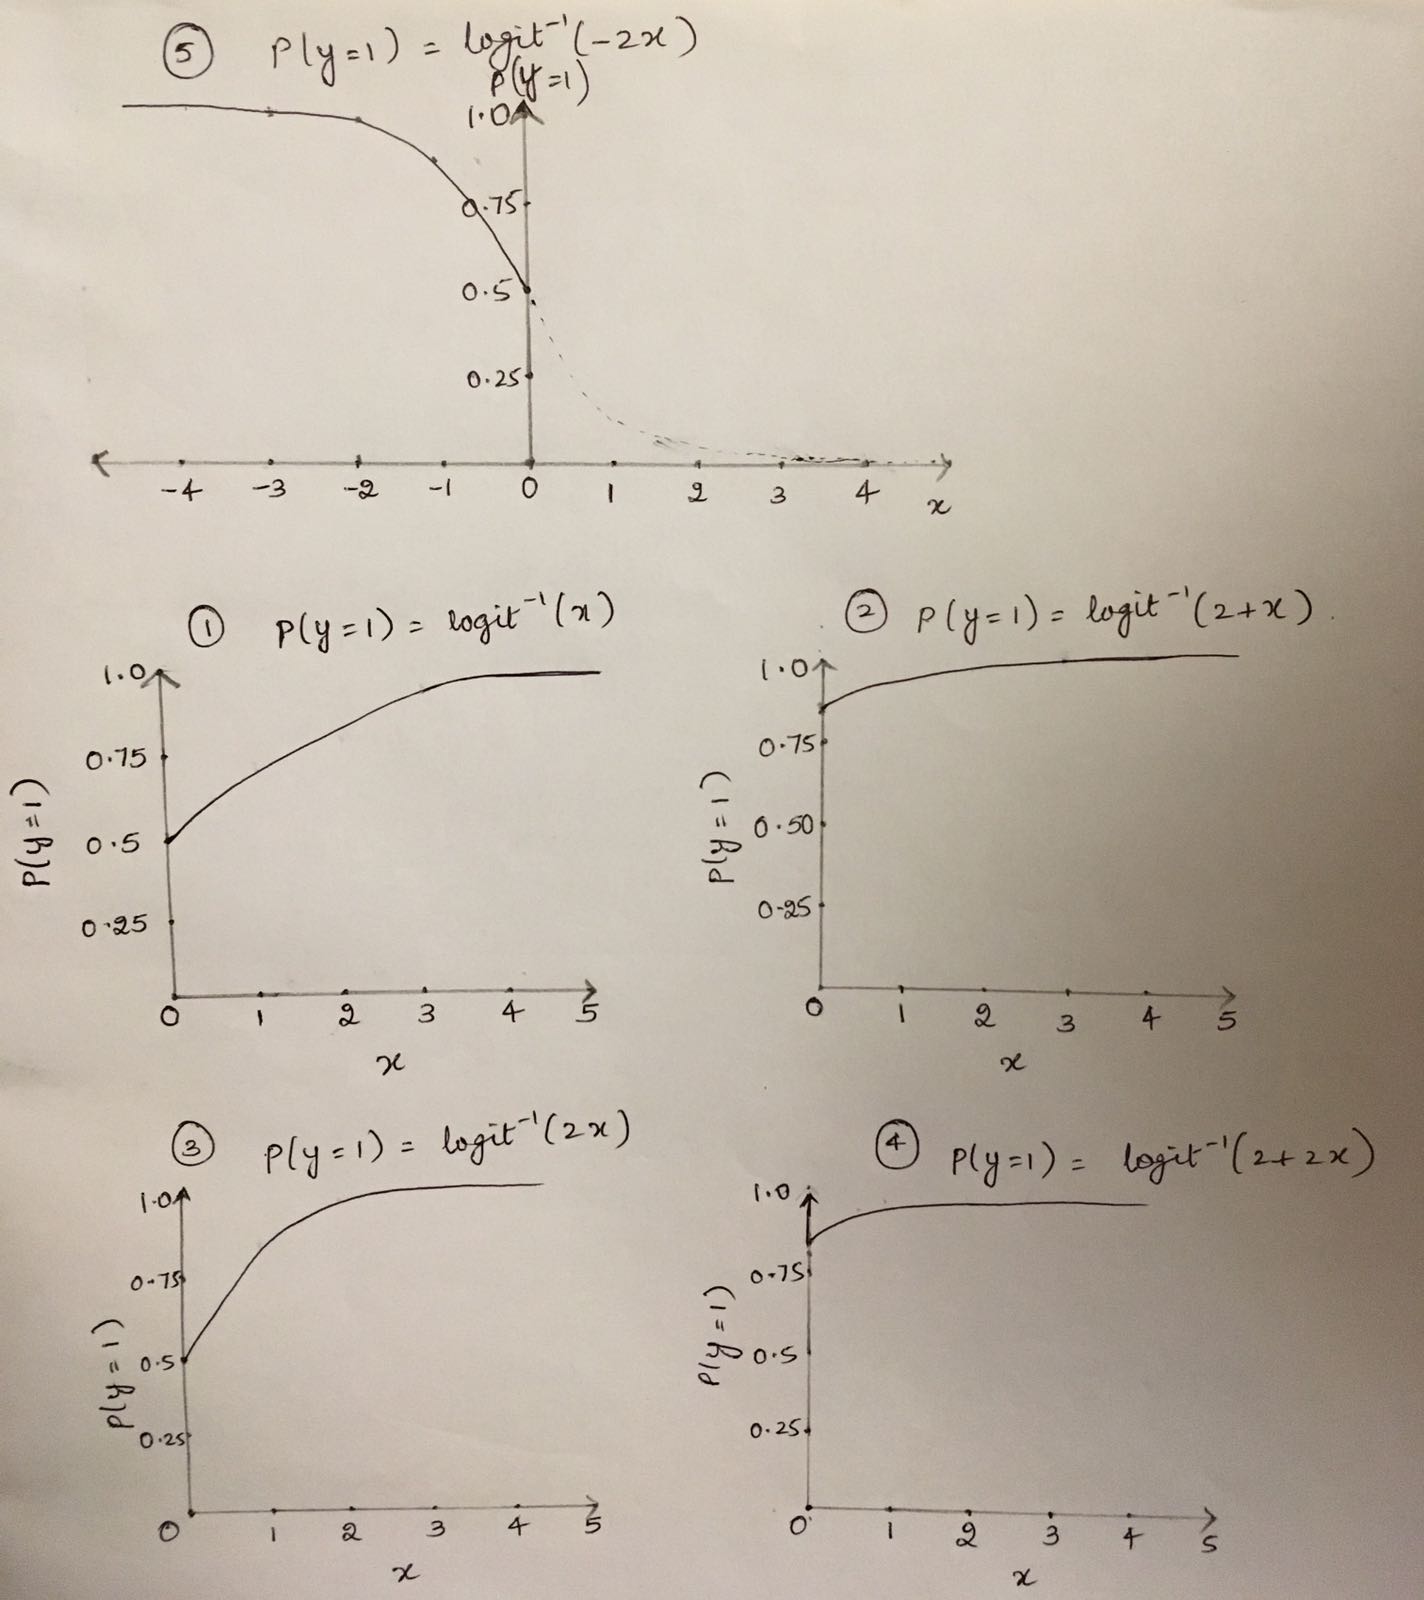 ⑤ P(y=1) = logit⁻¹(-2x)
P(y=1)
1.0
0.75
0.5
0.25
-4 -3 -2 -1 0 1 2 3 4 x
① P(y=1) = logit⁻¹(x)
1.0
0.75
0.5
0.25
P(y=1)
0 1 2 3 4 5
x
② P(y=1) = logit⁻¹(2+x)
1.0
0.75
0.50
0.25
P(y=1)
0 1 2 3 4 5
x
③ P(y=1) = logit⁻¹(2x)
1.0
0.75
0.5
0.25
P(y=1)
0 1 2 3 4 5
x
④ P(y=1) = logit⁻¹(2+2x)
1.0
0.75
0.5
0.25
P(y=1)
0 1 2 3 4 5
x